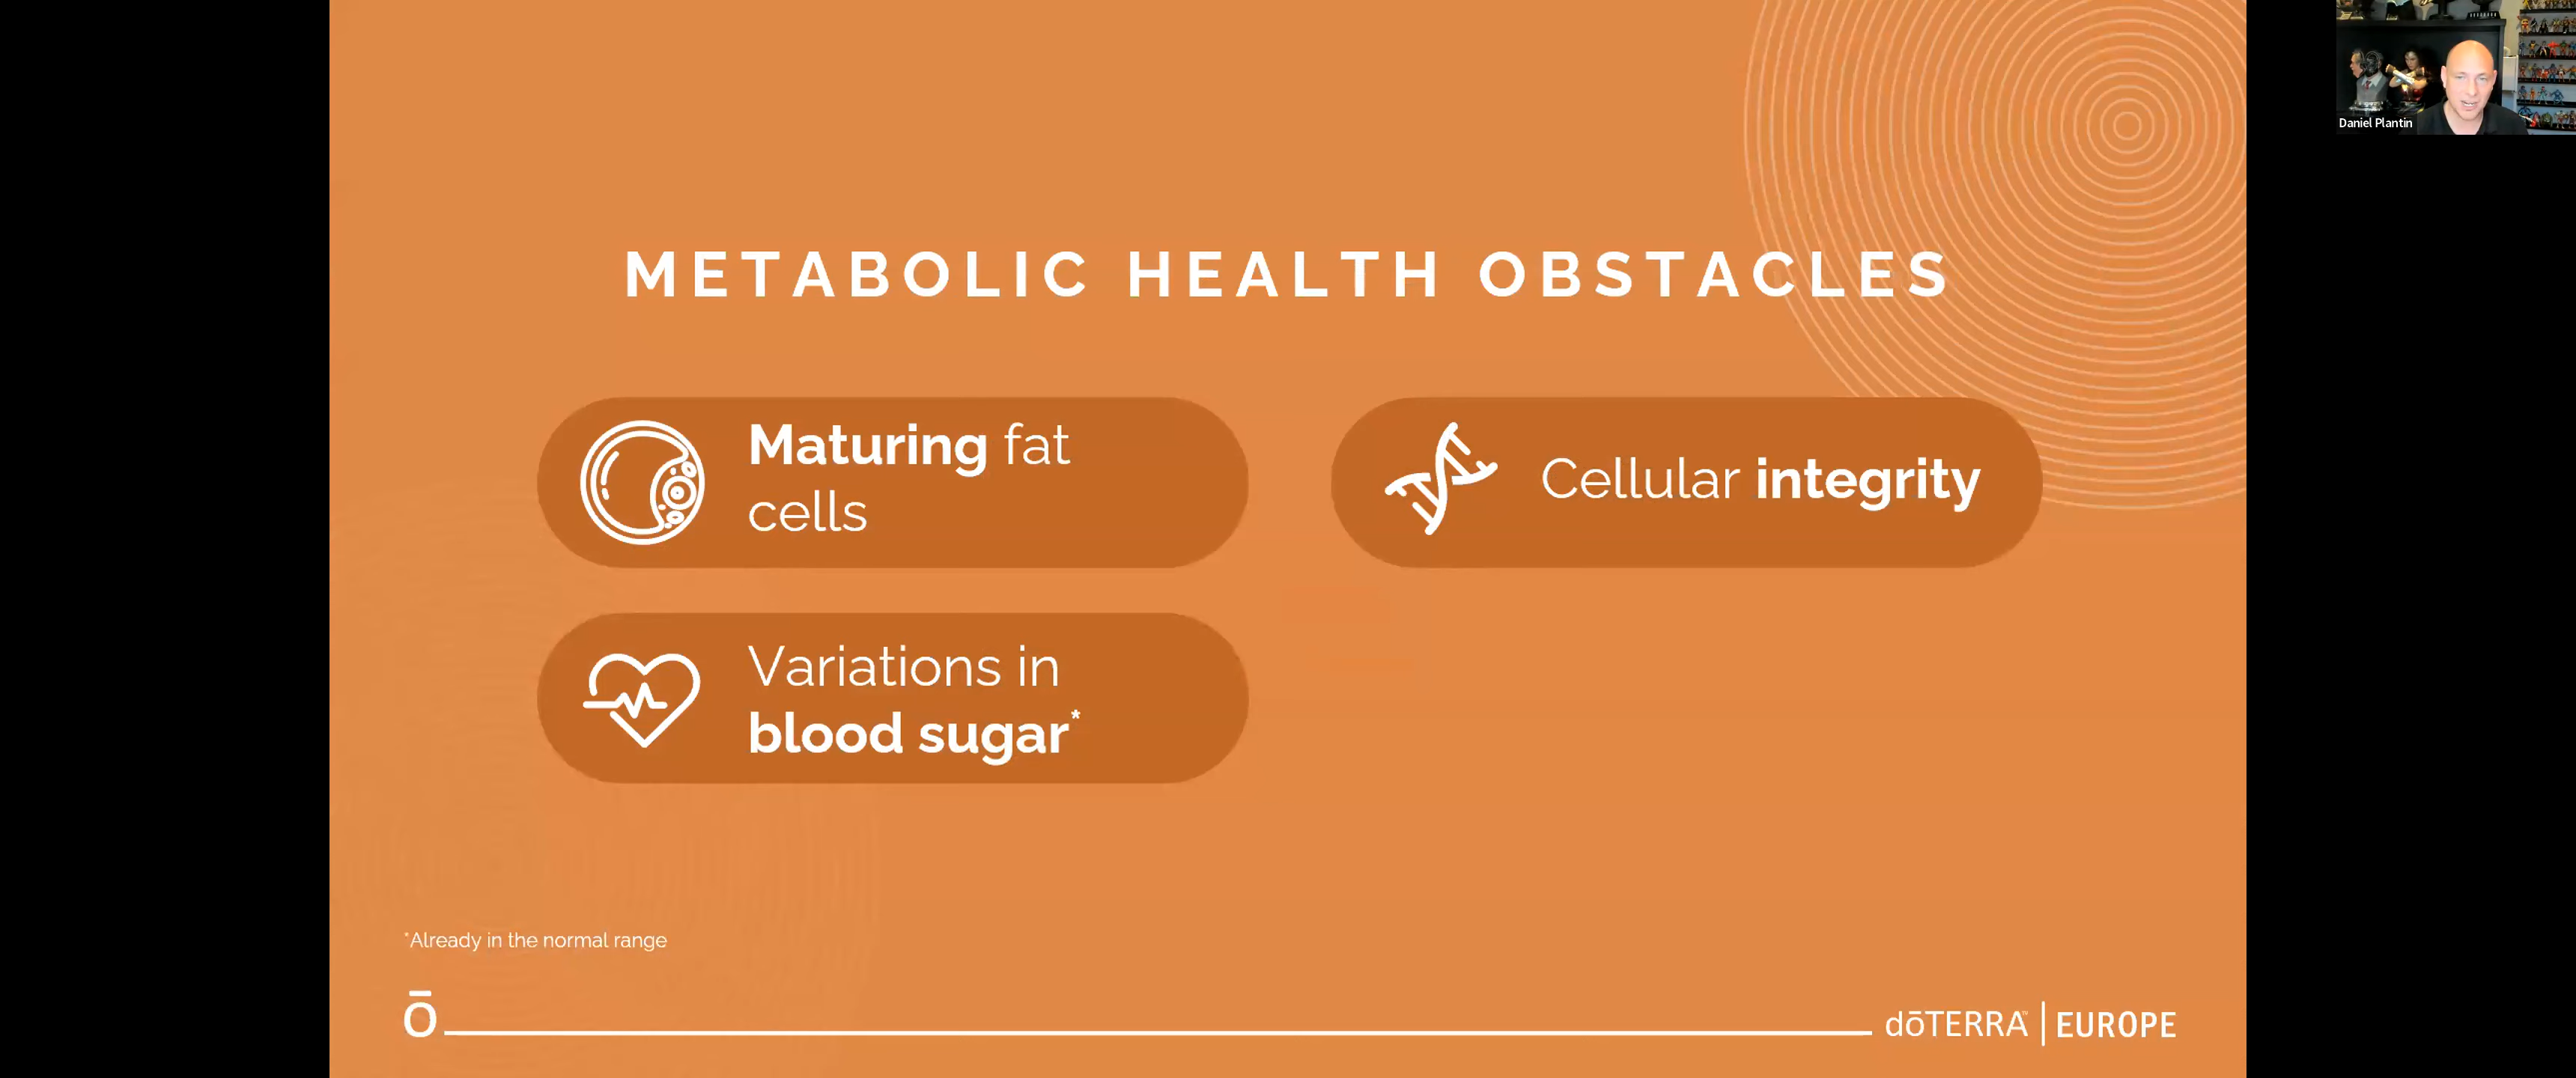 METABOLIC HEALTH OBSTACLES
Maturing fat
cells
Cellular integrity
Variations in
blood sugar*
*Already in the normal range
ō
dōTERRA™ | EUROPE
Daniel Plantin